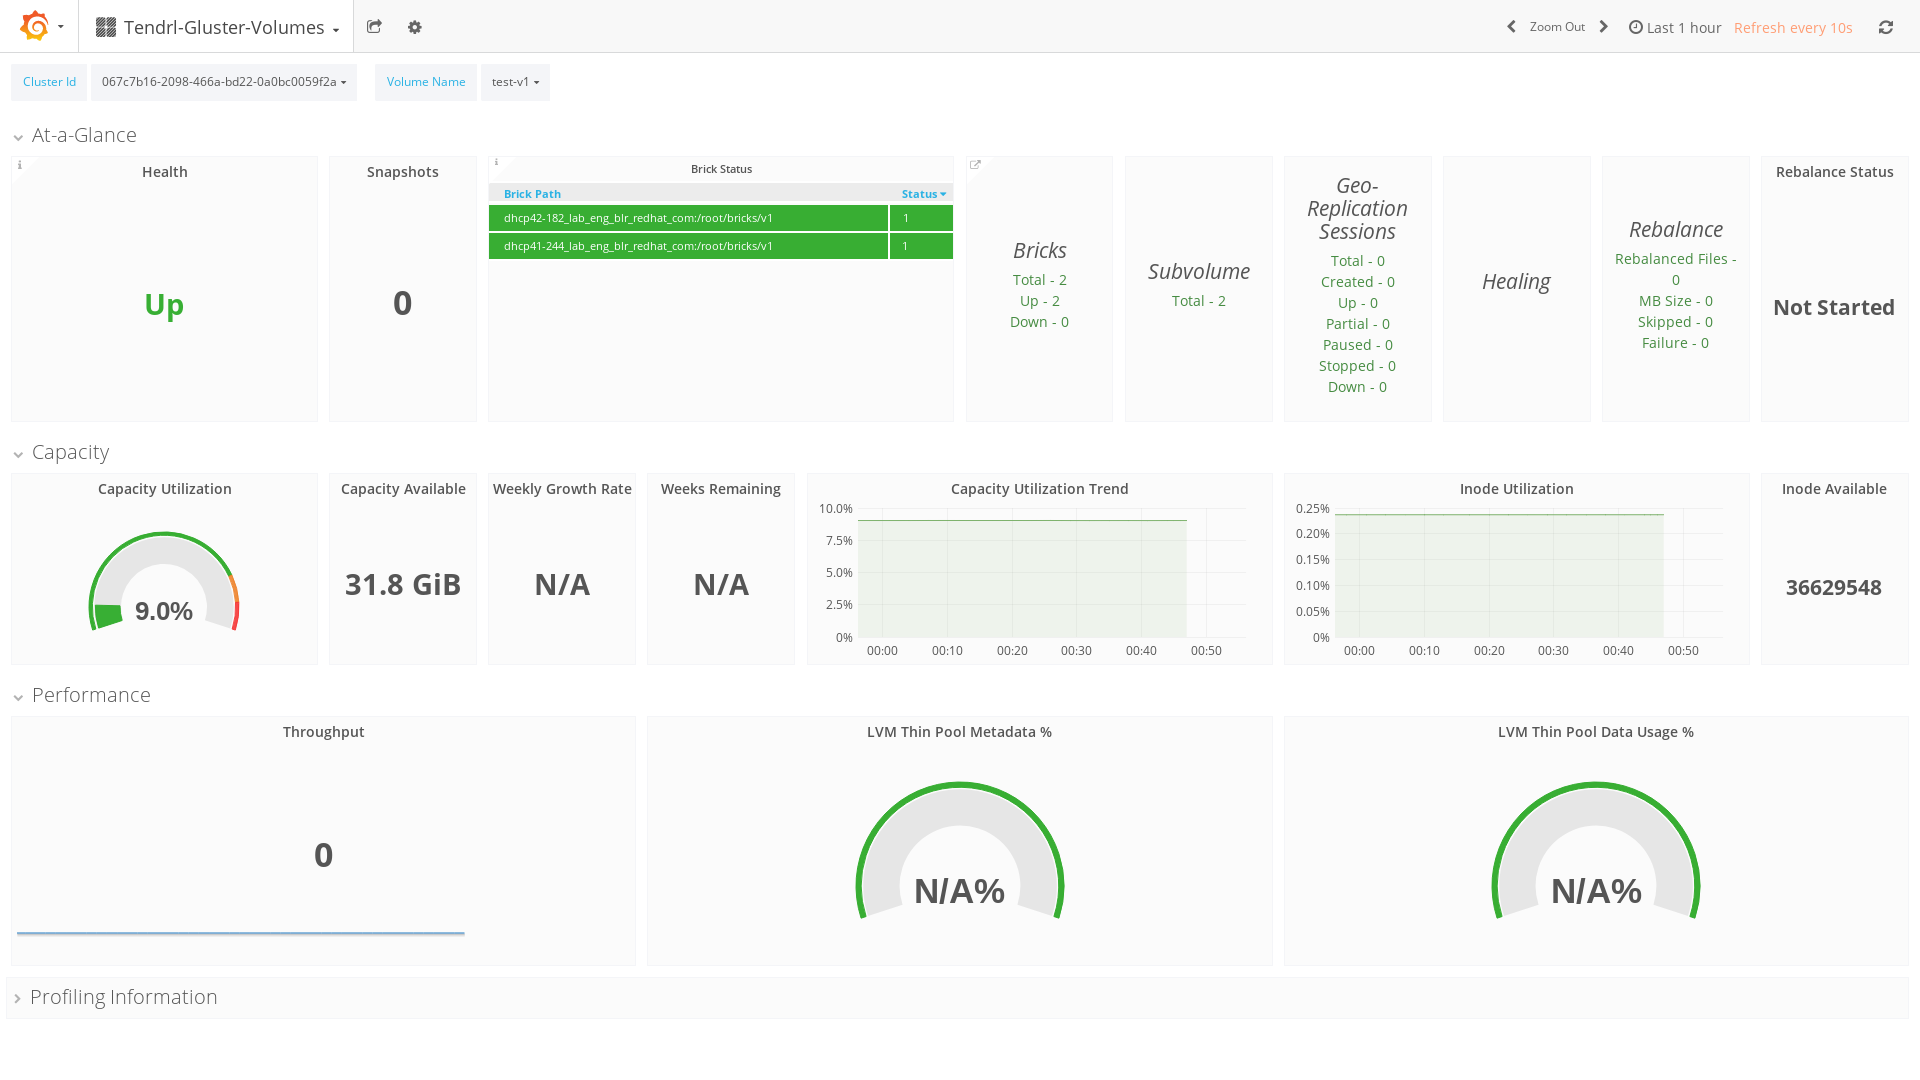 Tendrl-Gluster-Volumes
Zoom Out
Last 1 hour
Refresh every 10s
Cluster Id
067c7b16-2098-466a-bd22-0a0bc0059f2a
Volume Name
test-v1
At-a-Glance
Health
Up
Snapshots
0
Brick Status
Brick Path
Status
dhcp42-182_lab_eng_blr_redhat_com:/root/bricks/v1
1
dhcp41-244_lab_eng_blr_redhat_com:/root/bricks/v1
1
Bricks
Total - 2
Up - 2
Down - 0
Subvolume
Total - 2
Geo-
Replication
Sessions
Total - 0
Created - 0
Up - 0
Partial - 0
Paused - 0
Stopped - 0
Down - 0
Healing
Rebalance
Rebalanced Files -
0
MB Size - 0
Skipped - 0
Failure - 0
Rebalance Status
Not Started
Capacity
Capacity Utilization
9.0%
Capacity Available
31.8 GiB
Weekly Growth Rate
N/A
Weeks Remaining
N/A
Capacity Utilization Trend
10.0%
7.5%
5.0%
2.5%
0%
00:00
00:10
00:20
00:30
00:40
00:50
Inode Utilization
0.25%
0.20%
0.15%
0.10%
0.05%
0%
00:00
00:10
00:20
00:30
00:40
00:50
Inode Available
36629548
Performance
Throughput
0
LVM Thin Pool Metadata %
N/A%
LVM Thin Pool Data Usage %
N/A%
Profiling Information